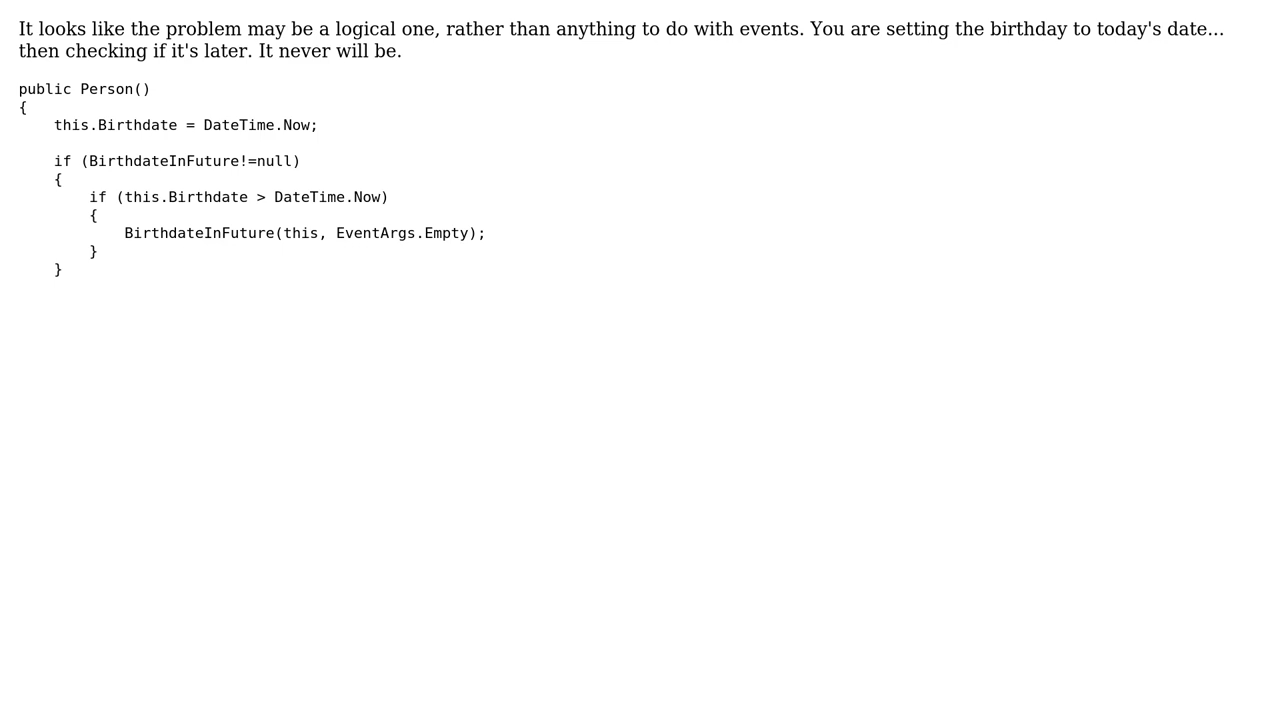 It looks like the problem may be a logical one, rather than anything to do with events. You are setting the birthday to today's date...
then checking if it's later. It never will be.
public Person()
{
    this.Birthdate = DateTime.Now;

    if (BirthdateInFuture!=null)
    {
        if (this.Birthdate > DateTime.Now)
        {
            BirthdateInFuture(this, EventArgs.Empty);
        }
    }